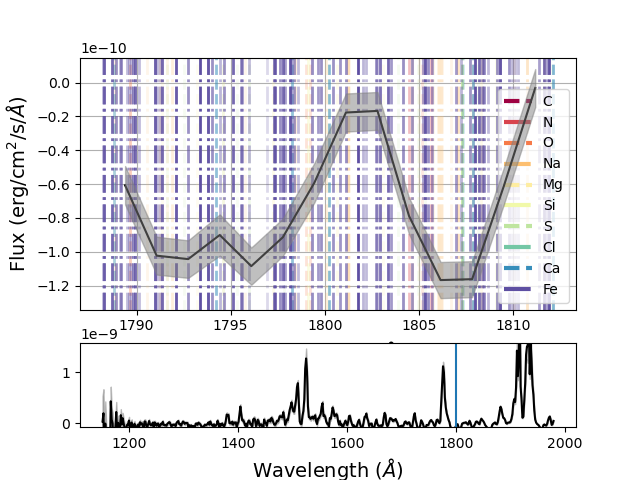 1e−10
Flux (erg/cm²/s/Å)
0.0
−0.2
−0.4
−0.6
−0.8
−1.0
−1.2
C
N
O
Na
Mg
Si
S
Cl
Ca
Fe
1790 1795 1800 1805 1810
1e−9
1
0
1200 1400 1600 1800 2000
Wavelength (Å)